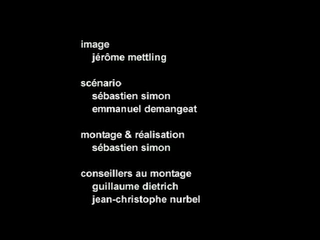 image
jérôme mettling
scénario
sébastien simon
emmanuel demangeat
montage & réalisation
sébastien simon
conseillers au montage
guillaume dietrich
jean-christophe nurbel